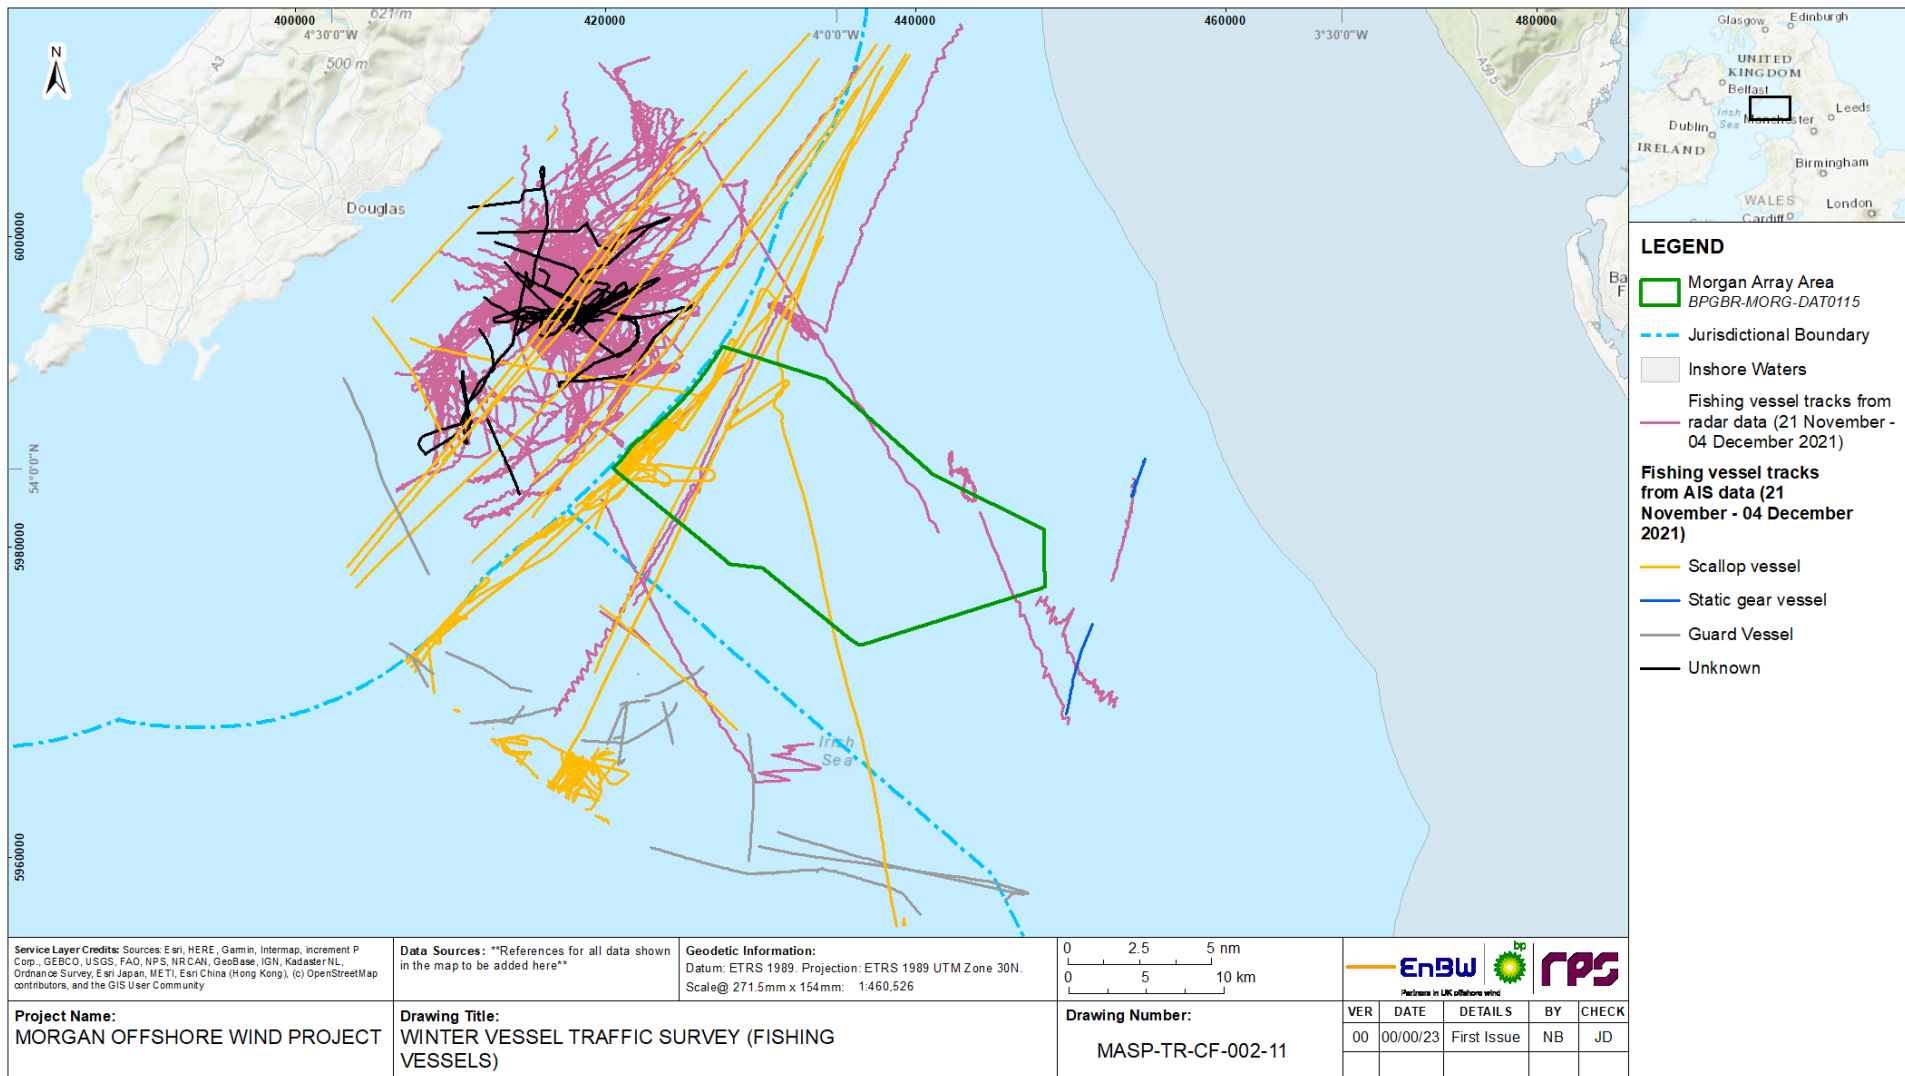 400000
420000
440000
460000
480000
4°30'0"W
4°0'0"W
3°30'0"W
621 m
500 m
A3
A595
N
Douglas
6000000
54°0'0"N
5980000
5960000
Irish
Sea
Ba
F
Glasgow
Edinburgh
UNITED
KINGDOM
Belfast
Irish
Sea
Leeds
Manchester
Dublin
IRELAND
Birmingham
WALES
London
Cardiff
LEGEND
Morgan Array Area
BPGBR-MORG-DAT0115
Jurisdictional Boundary
Inshore Waters
Fishing vessel tracks from
radar data (21 November -
04 December 2021)
Fishing vessel tracks
from AIS data (21
November - 04 December
2021)
Scallop vessel
Static gear vessel
Guard Vessel
Unknown
Service Layer Credits: Sources: Esri, HERE, Garmin, Intermap, increment P
Corp., GEBCO, USGS, FAO, NPS, NRCAN, GeoBase, IGN, Kadaster NL,
Ordnance Survey, Esri Japan, METI, Esri China (Hong Kong), (c) OpenStreetMap
contributors, and the GIS User Community
Data Sources: **References for all data shown
in the map to be added here**
Geodetic Information:
Datum: ETRS 1989. Projection: ETRS 1989 UTM Zone 30N.
Scale@ 271.5mm x 154mm: 1:460,526
0 2.5 5 nm
0 5 10 km
EnBW
bp
rps
Partners in UK offshore wind
Project Name:
MORGAN OFFSHORE WIND PROJECT
Drawing Title:
WINTER VESSEL TRAFFIC SURVEY (FISHING
VESSELS)
Drawing Number:
MASP-TR-CF-002-11
VER DATE DETAILS BY CHECK
00 00/00/23 First Issue NB JD